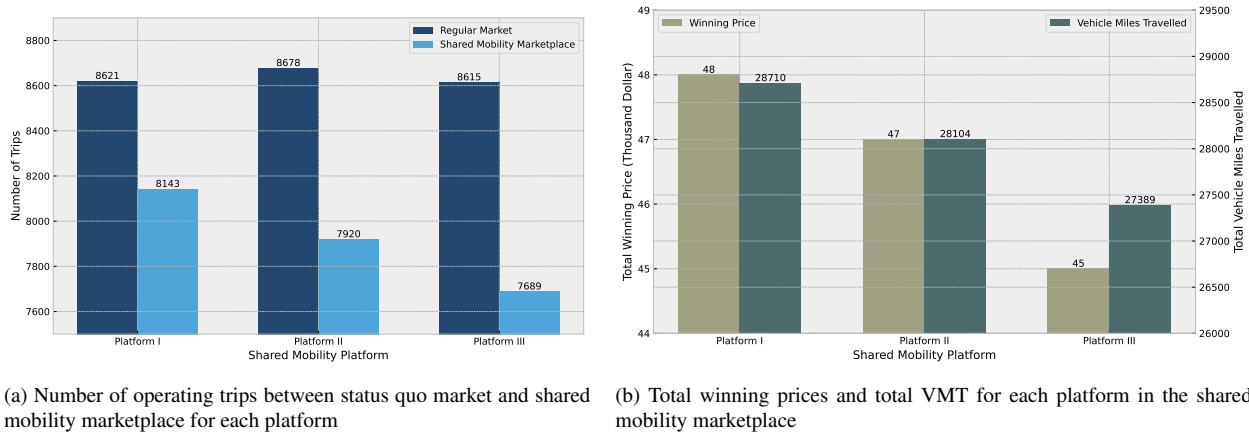 8800
8600
8400
8200
8000
7800
7600
Number of Trips
Regular Market
Shared Mobility Marketplace
8621
8678
8615
8143
7920
7689
Platform I
Platform II
Platform III
Shared Mobility Platform
49
48
47
46
45
44
Total Winning Price (Thousand Dollar)
Winning Price
Vehicle Miles Travelled
48
28710
47
28104
45
27389
29500
29000
28500
28000
27500
27000
26500
26000
Total Vehicle Miles Travelled
Platform I
Platform II
Platform III
Shared Mobility Platform
(a) Number of operating trips between status quo market and shared
mobility marketplace for each platform
(b) Total winning prices and total VMT for each platform in the shared
mobility marketplace